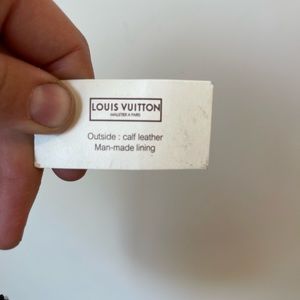 LOUIS VUITTON
MALLETIER A PARIS
Outside : calf leather
Man-made lining